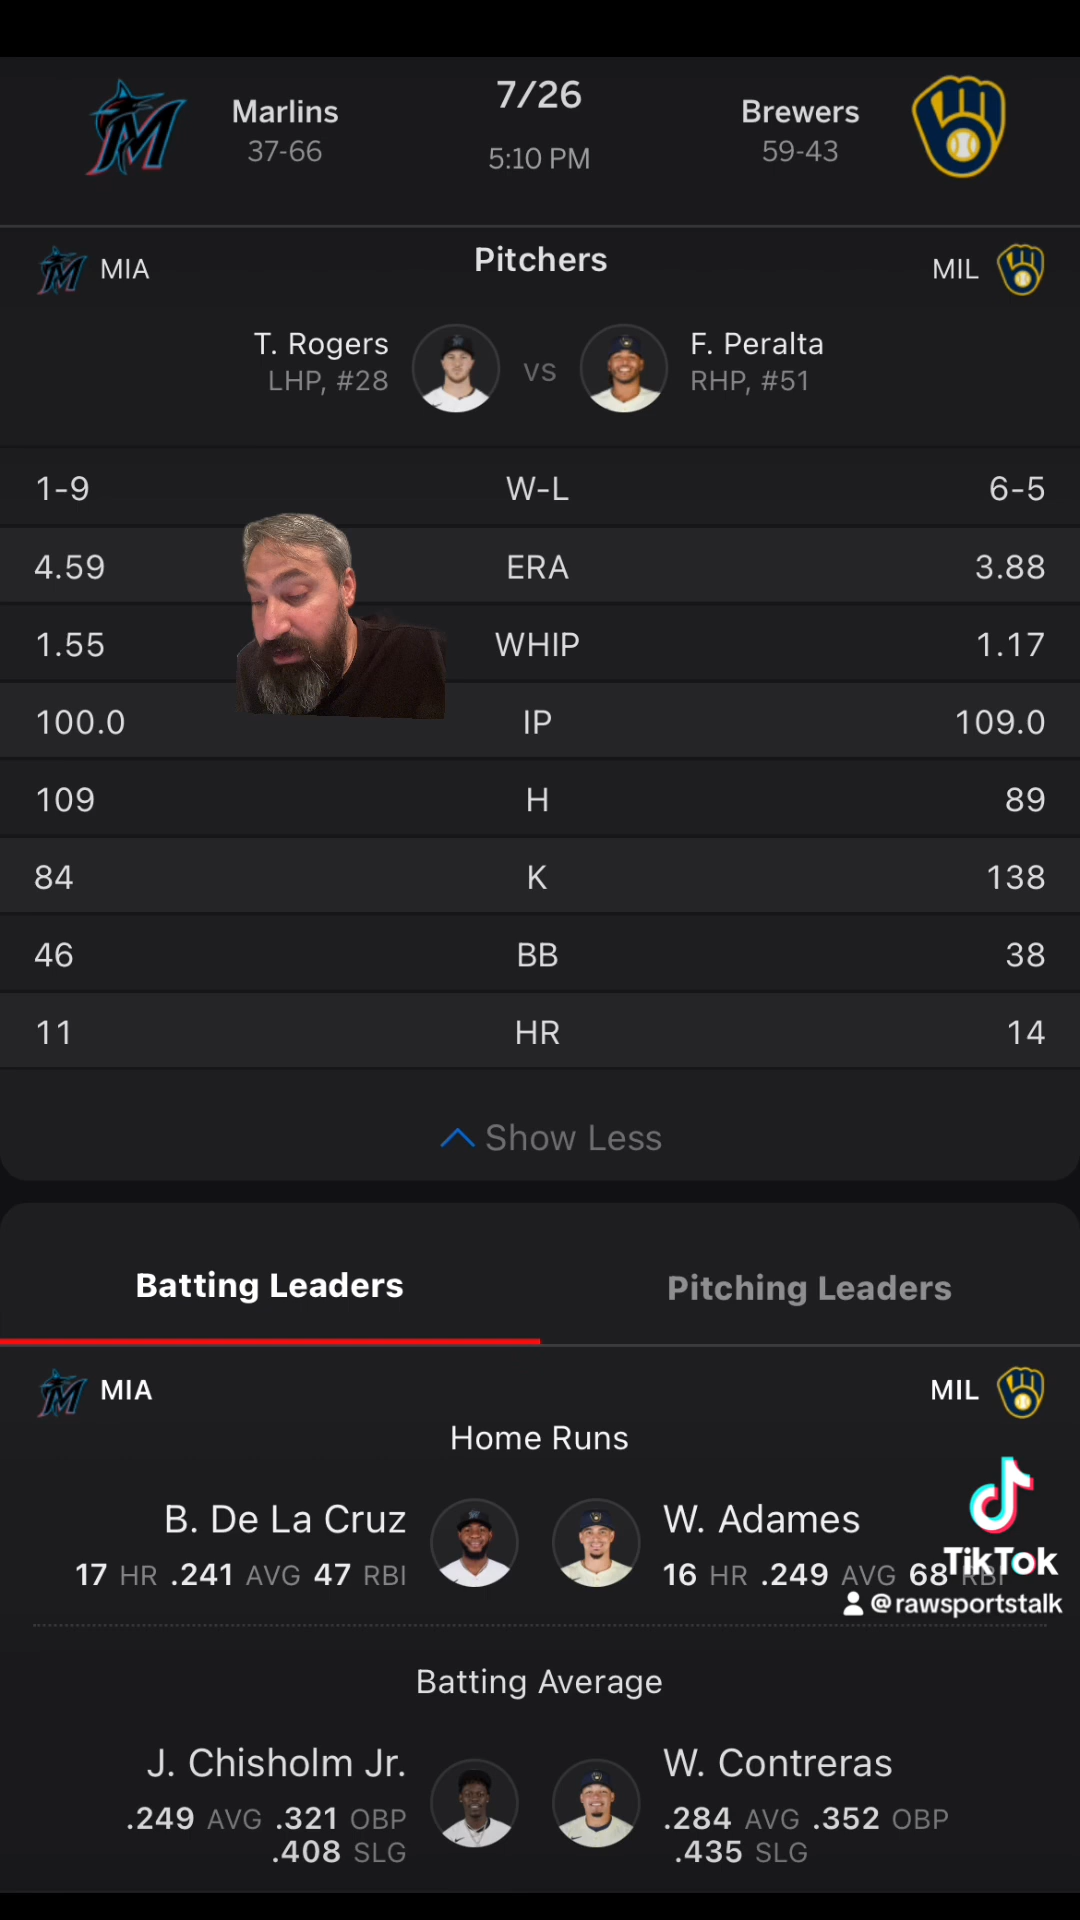 7/26
Marlins
Brewers
37-66
5:10 PM
59-43
MIA
Pitchers
MIL
T. Rogers
LHP, #28
vs
F. Peralta
RHP, #51
1-9 W-L 6-5
4.59 ERA 3.88
1.55 WHIP 1.17
100.0 IP 109.0
109 H 89
84 K 138
46 BB 38
11 HR 14
Show Less
Batting Leaders
Pitching Leaders
MIA
MIL
Home Runs
B. De La Cruz
17 HR .241 AVG 47 RBI
W. Adames
16 HR .249 AVG 68 RBI
TikTok
@rawsportstalk
Batting Average
J. Chisholm Jr.
.249 AVG .321 OBP
.408 SLG
W. Contreras
.284 AVG .352 OBP
.435 SLG